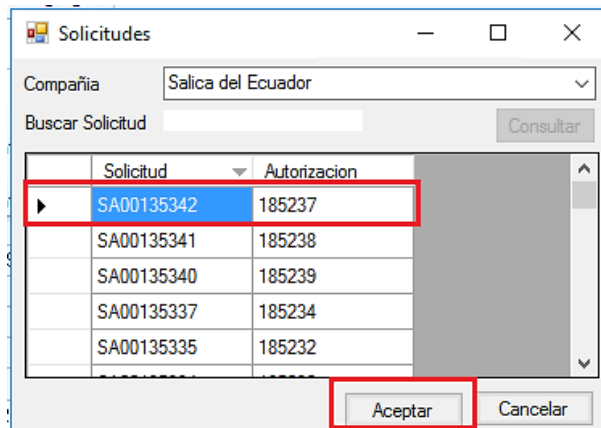 Solicitudes
Compañia Salica del Ecuador
Buscar Solicitud Consultar
Solicitud Autorizacion
SA00135342 185237
SA00135341 185238
SA00135340 185239
SA00135337 185234
SA00135335 185232
Aceptar Cancelar